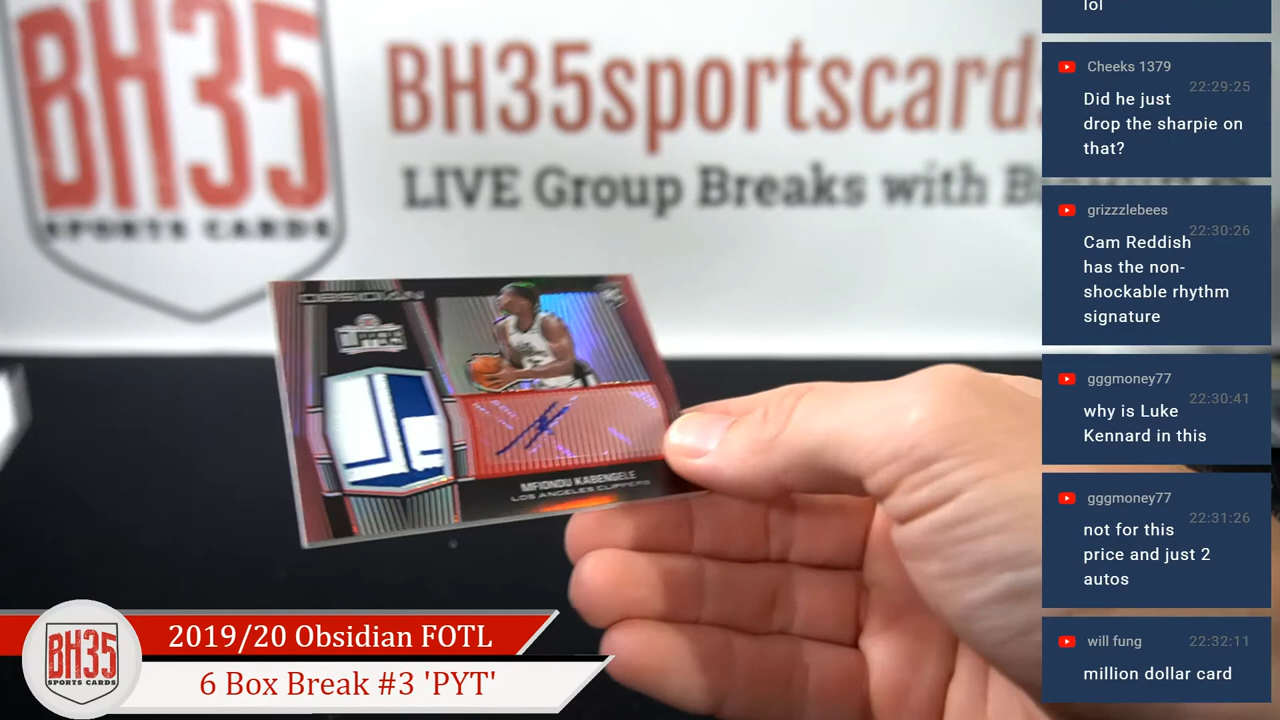 BH35
SPORTS CARDS
BH35sportscards
LIVE Group Breaks with
OBSIDIAN
MFIONDU KABENGELE
LOS ANGELES CLIPPERS
BH35
SPORTS CARDS
2019/20 Obsidian FOTL
6 Box Break #3 'PYT'
lol
Cheeks 1379
22:29:25
Did he just
drop the sharpie on
that?
grizzzlebees
22:30:26
Cam Reddish
has the non-
shockable rhythm
signature
gggmoney77
22:30:41
why is Luke
Kennard in this
gggmoney77
22:31:26
not for this
price and just 2
autos
will fung
22:32:11
million dollar card